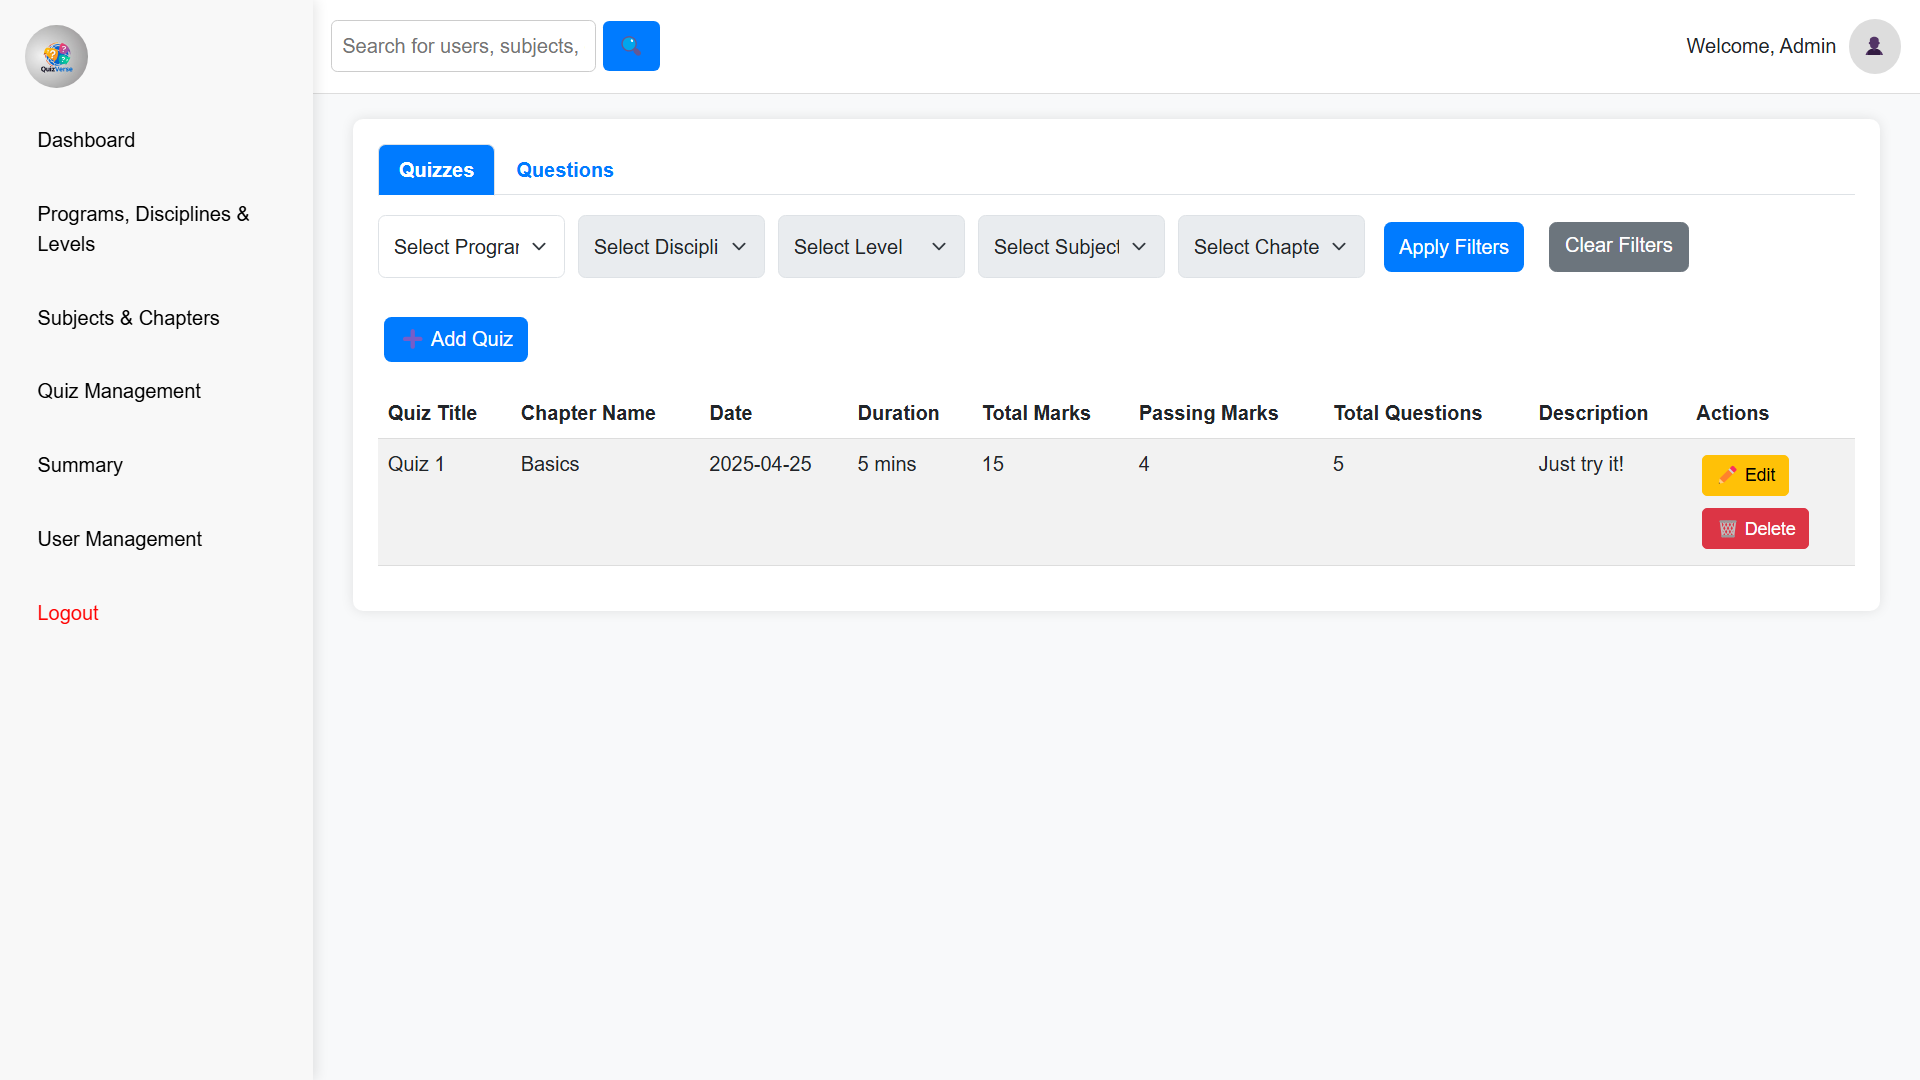 QuizVerse
Search for users, subjects,
Welcome, Admin
Dashboard
Programs, Disciplines &
Levels
Subjects & Chapters
Quiz Management
Summary
User Management
Logout
Quizzes Questions
Select Program Select Discipli Select Level Select Subject Select Chapte Apply Filters Clear Filters
Add Quiz
Quiz Title Chapter Name Date Duration Total Marks Passing Marks Total Questions Description Actions
Quiz 1 Basics 2025-04-25 5 mins 15 4 5 Just try it! Edit
Delete